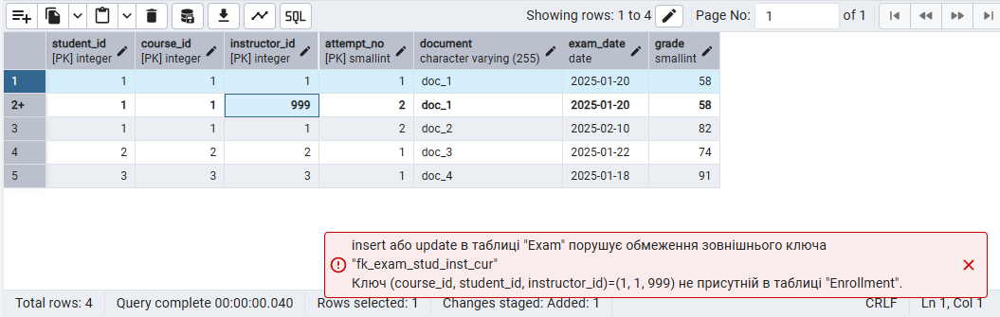 SQL Showing rows: 1 to 4 Page No: 1 of 1
student_id course_id instructor_id attempt_no document exam_date grade
[PK] integer [PK] integer [PK] integer [PK] smallint character varying (255) date smallint
1 1 1 1 1 doc_1 2025-01-20 58
2+ 1 1 999 2 doc_1 2025-01-20 58
3 1 1 1 2 doc_2 2025-02-10 82
4 2 2 2 1 doc_3 2025-01-22 74
5 3 3 3 1 doc_4 2025-01-18 91
insert або update в таблиці "Exam" порушує обмеження зовнішнього ключа
"fk_exam_stud_inst_cur"
Ключ (course_id, student_id, instructor_id)=(1, 1, 999) не присутній в таблиці "Enrollment".
Total rows: 4 Query complete 00:00:00.040 Rows selected: 1 Changes staged: Added: 1 CRLF Ln 1, Col 1